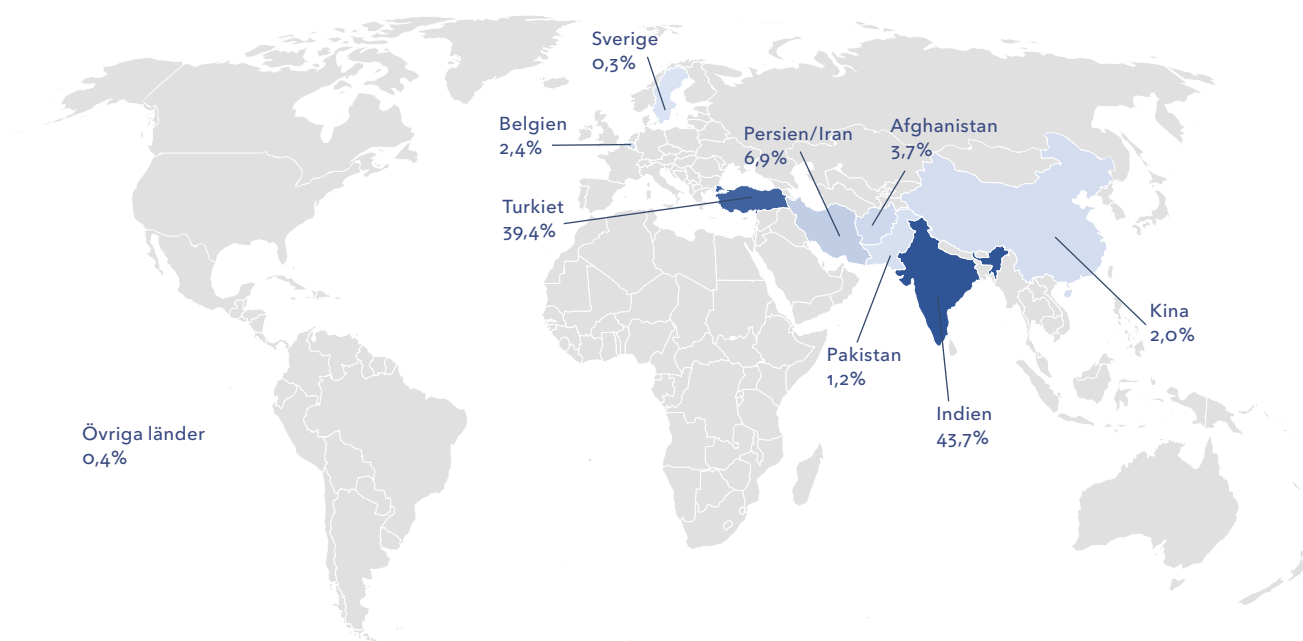 Sverige
0,3%
Belgien
2,4%
Persien/Iran
6,9%
Afghanistan
3,7%
Turkiet
39,4%
Kina
2,0%
Pakistan
1,2%
Indien
43,7%
Övriga länder
0,4%